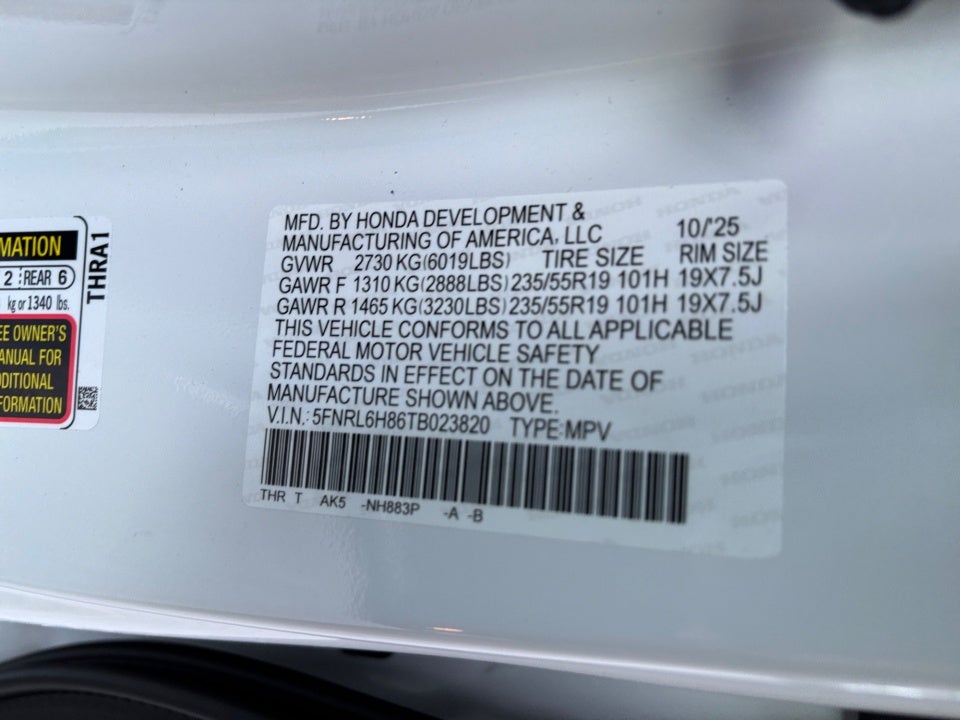 MATION
2 REAR 6
kg or 1340 lbs.
EE OWNER'S
ANUAL FOR
DDITIONAL
FORMATION
THRA1
MFD. BY HONDA DEVELOPMENT &
MANUFACTURING OF AMERICA, LLC 10/'25
GVWR 2730 KG(6019LBS) TIRE SIZE RIM SIZE
GAWR F 1310 KG(2888LBS) 235/55R19 101H 19X7.5J
GAWR R 1465 KG(3230LBS) 235/55R19 101H 19X7.5J
THIS VEHICLE CONFORMS TO ALL APPLICABLE
FEDERAL MOTOR VEHICLE SAFETY
STANDARDS IN EFFECT ON THE DATE OF
MANUFACTURE SHOWN ABOVE.
V.I.N.: 5FNRL6H86TB023820 TYPE:MPV
THR T AK5 -NH883P -A -B